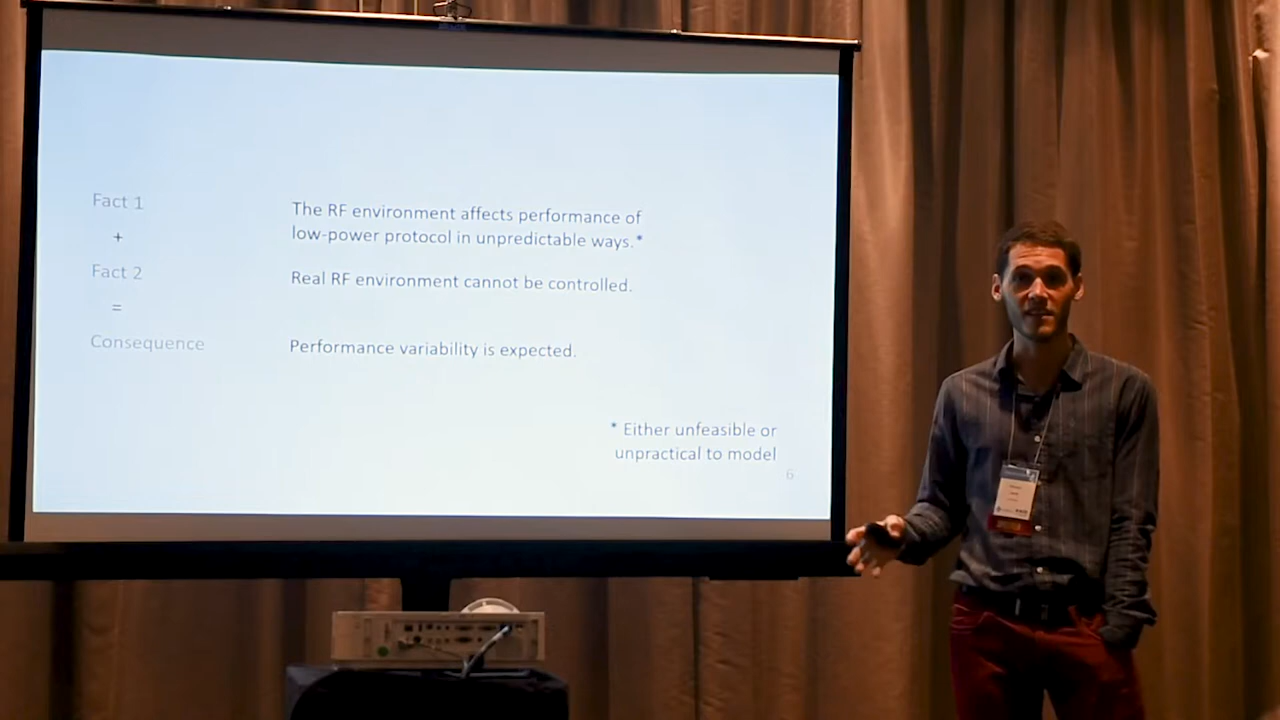 Fact 1
The RF environment affects performance of
low-power protocol in unpredictable ways.*
+
Fact 2
Real RF environment cannot be controlled.
=
Consequence
Performance variability is expected.
* Either unfeasible or
unpractical to model
6